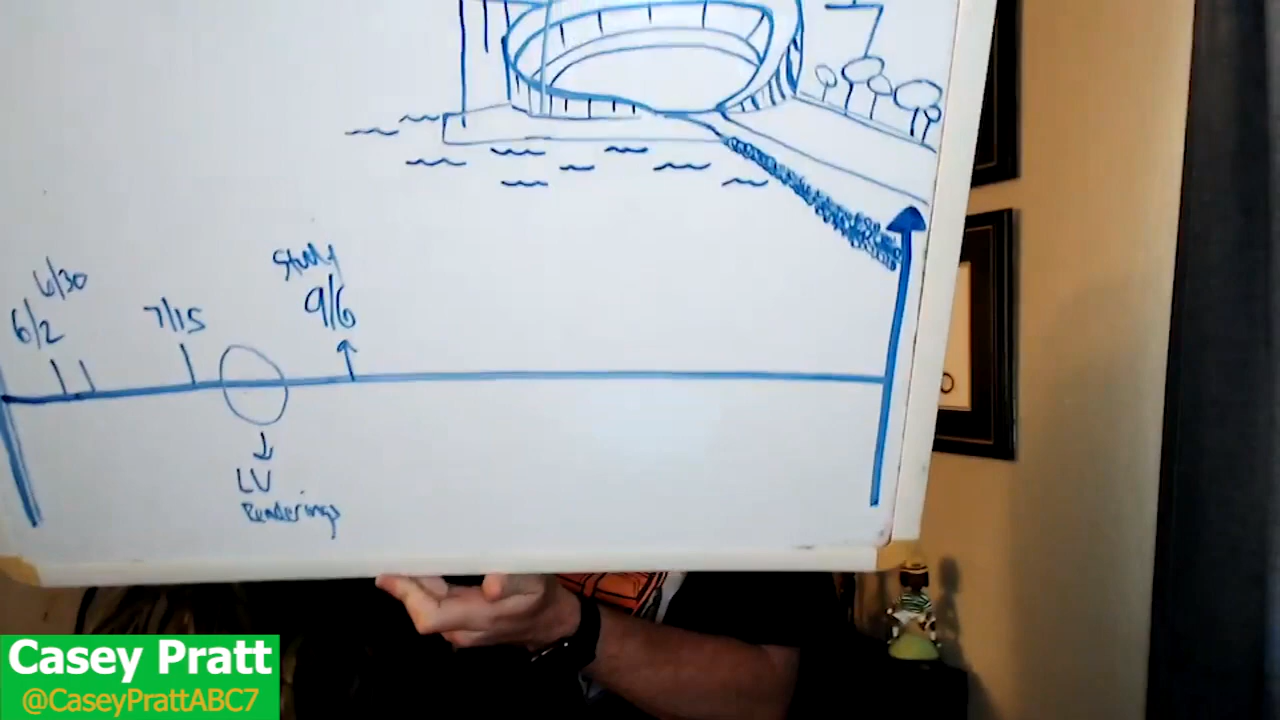 Study
6/30
6/2
7/15
9/6
LV
Renderings
Casey Pratt
@CaseyPrattABC7